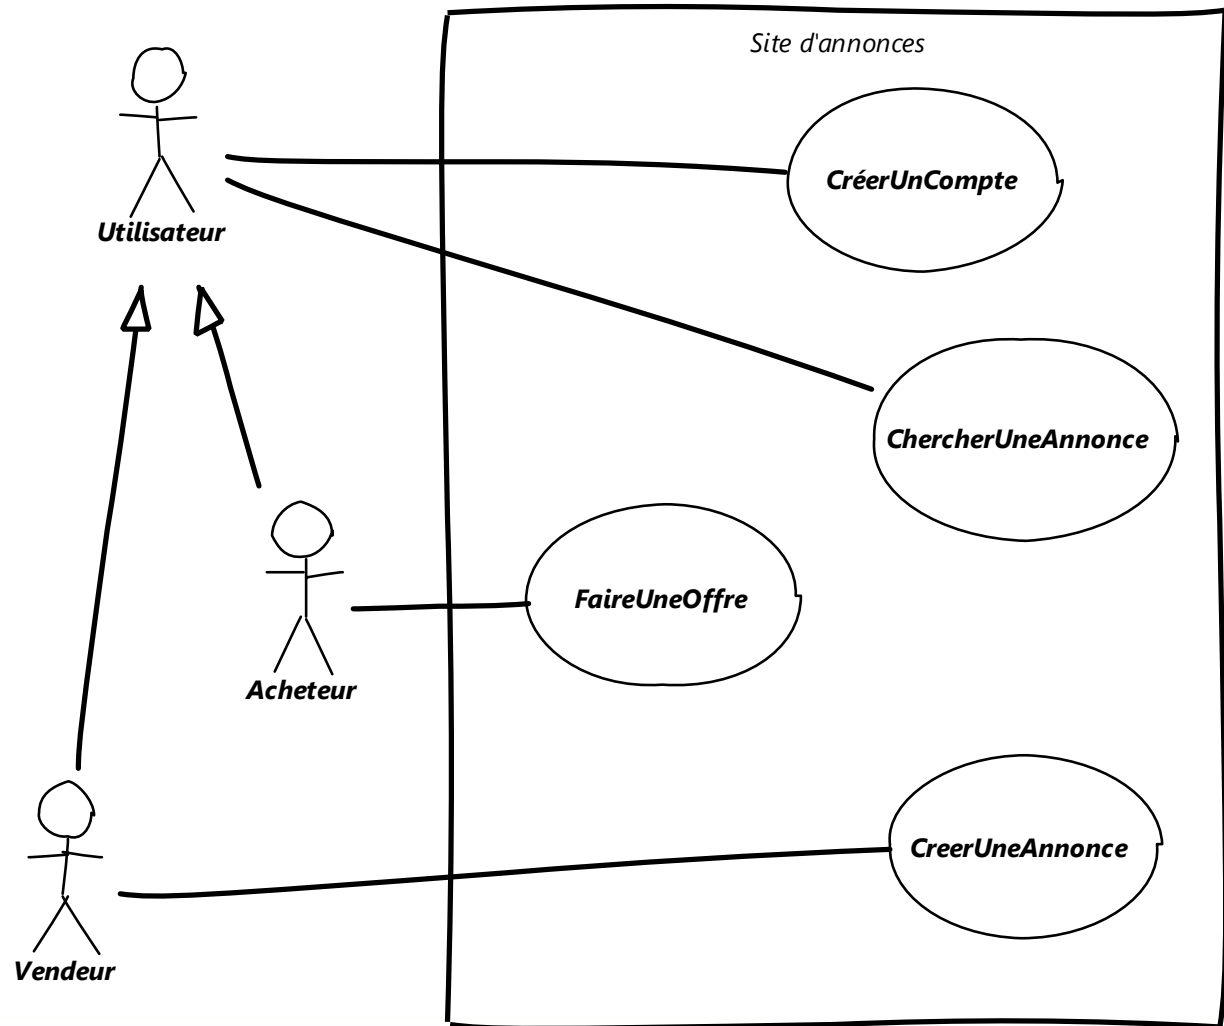 Site d'annonces
CréerUnCompte
Utilisateur
ChercherUneAnnonce
FaireUneOffre
Acheteur
CreerUneAnnonce
Vendeur